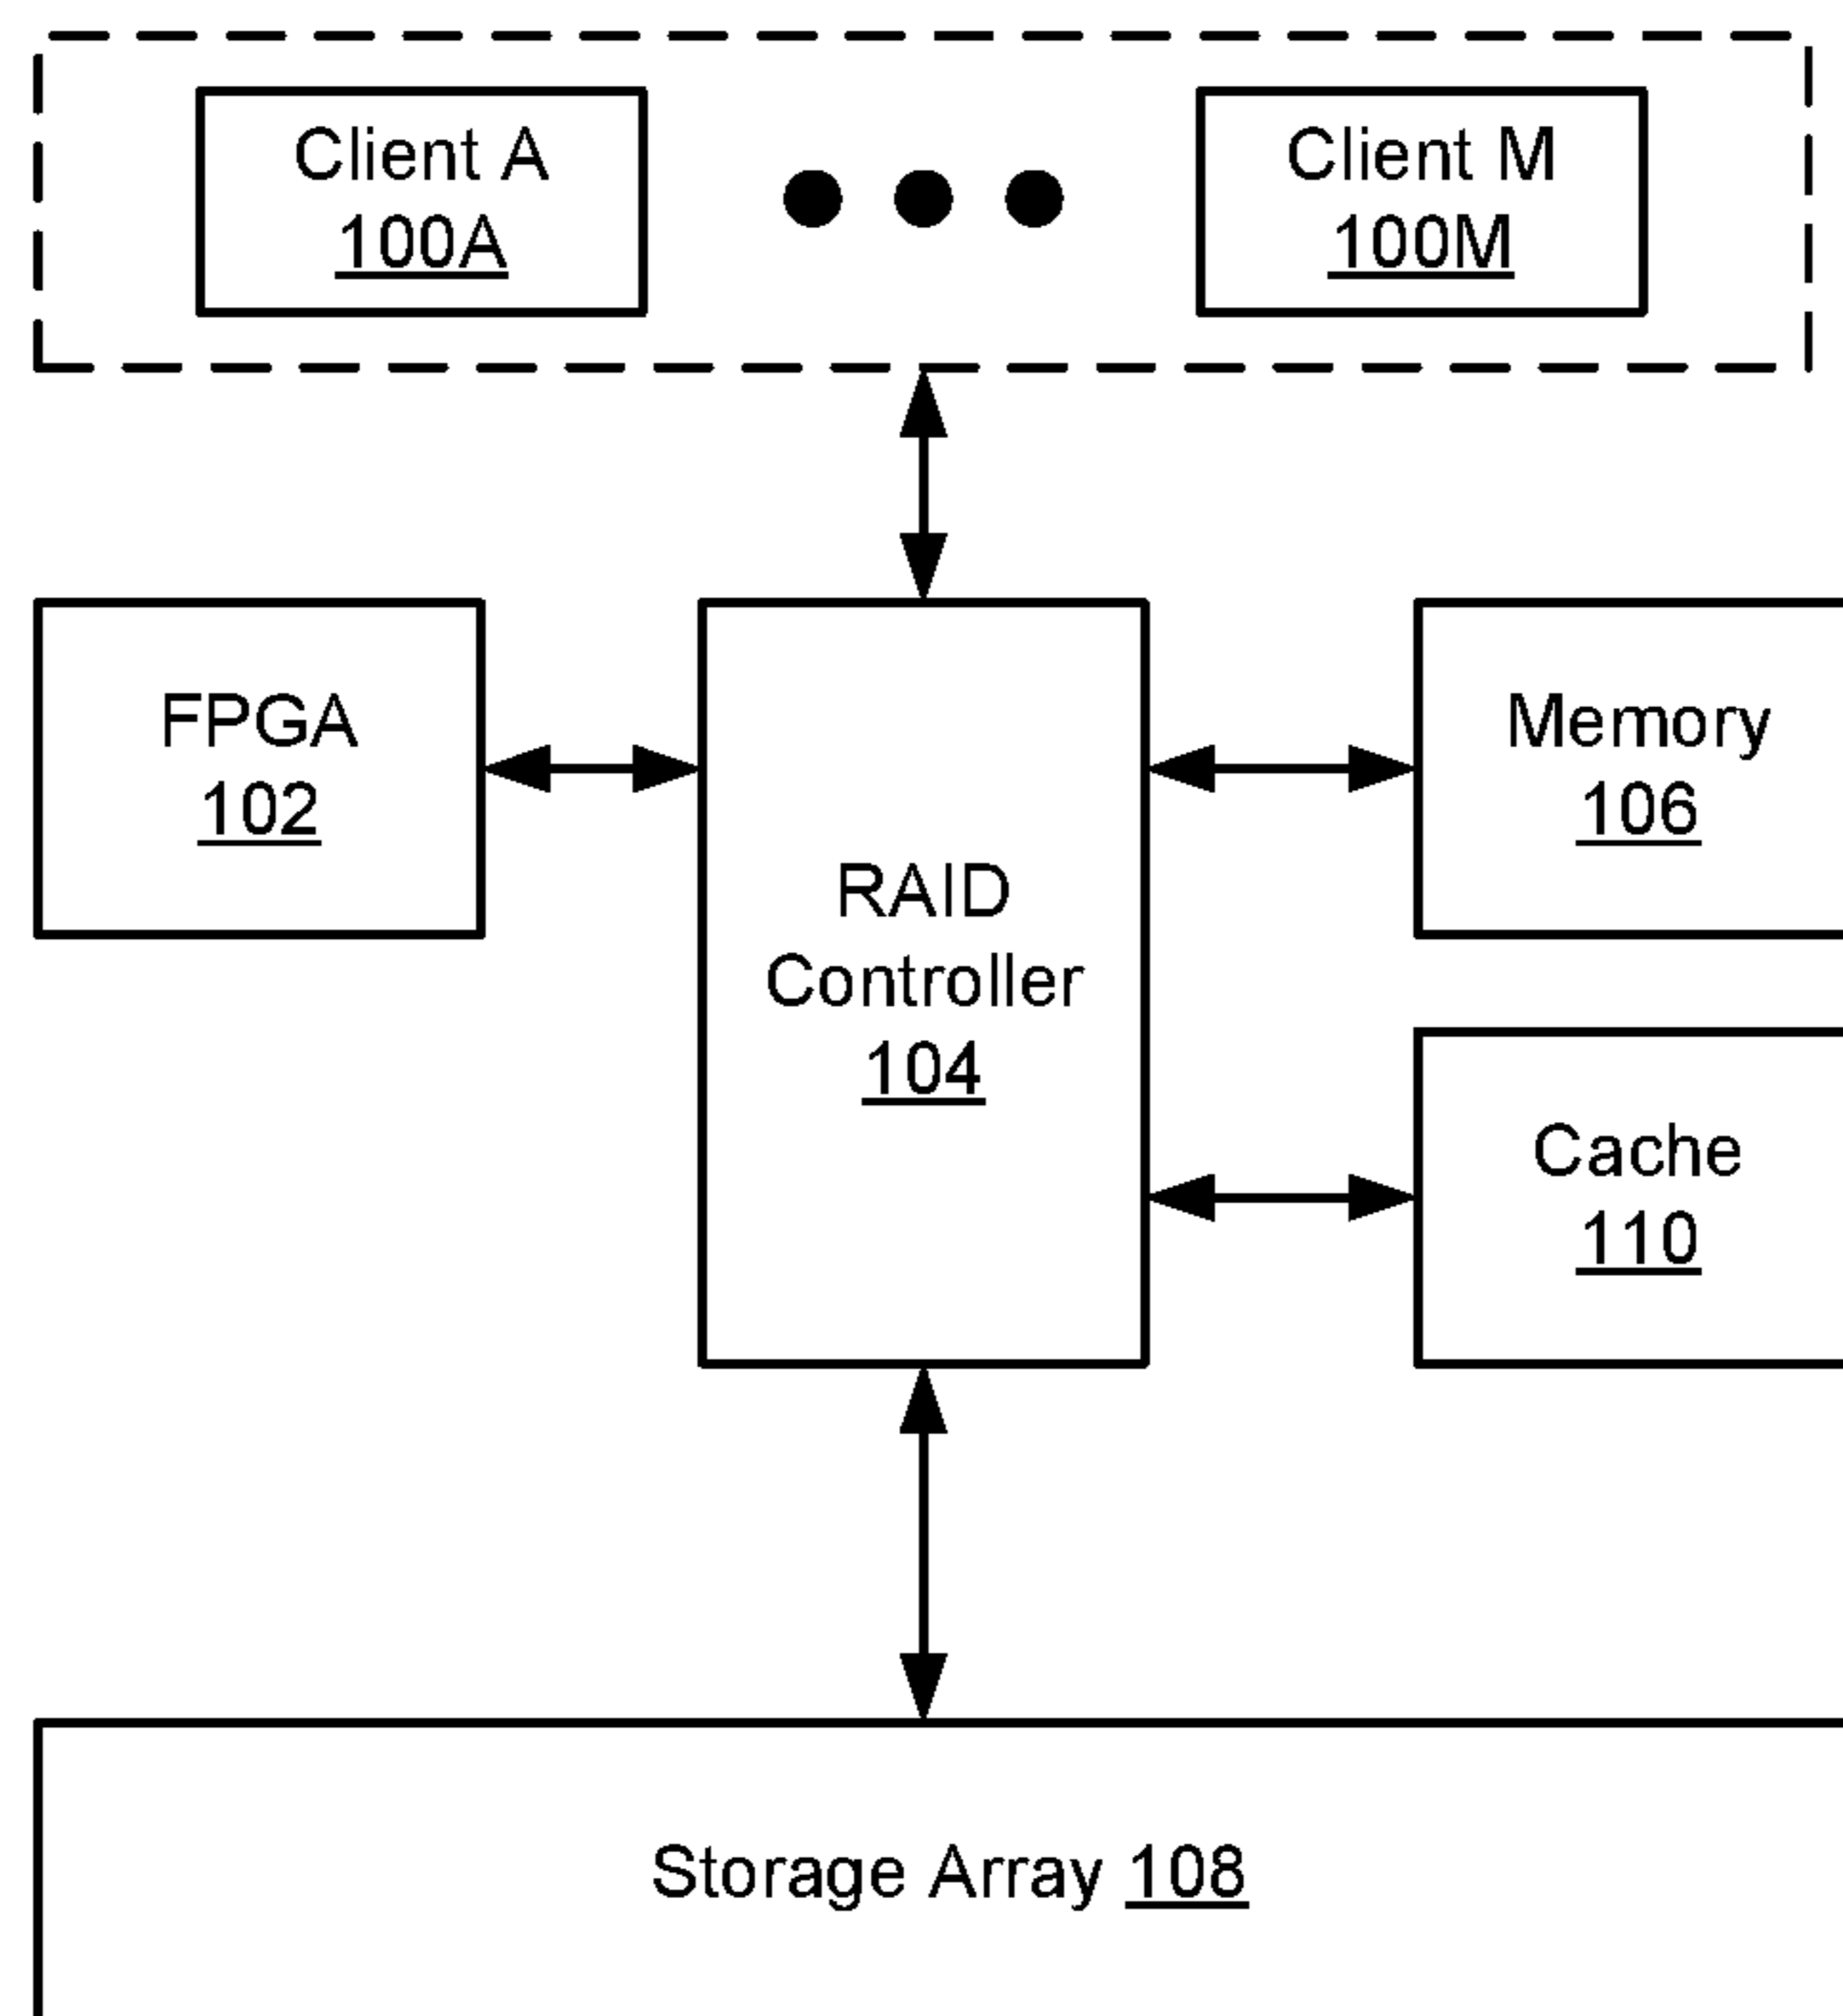 Client A
100A
Client M
100M
FPGA
102
RAID
Controller
104
Memory
106
Cache
110
Storage Array 108